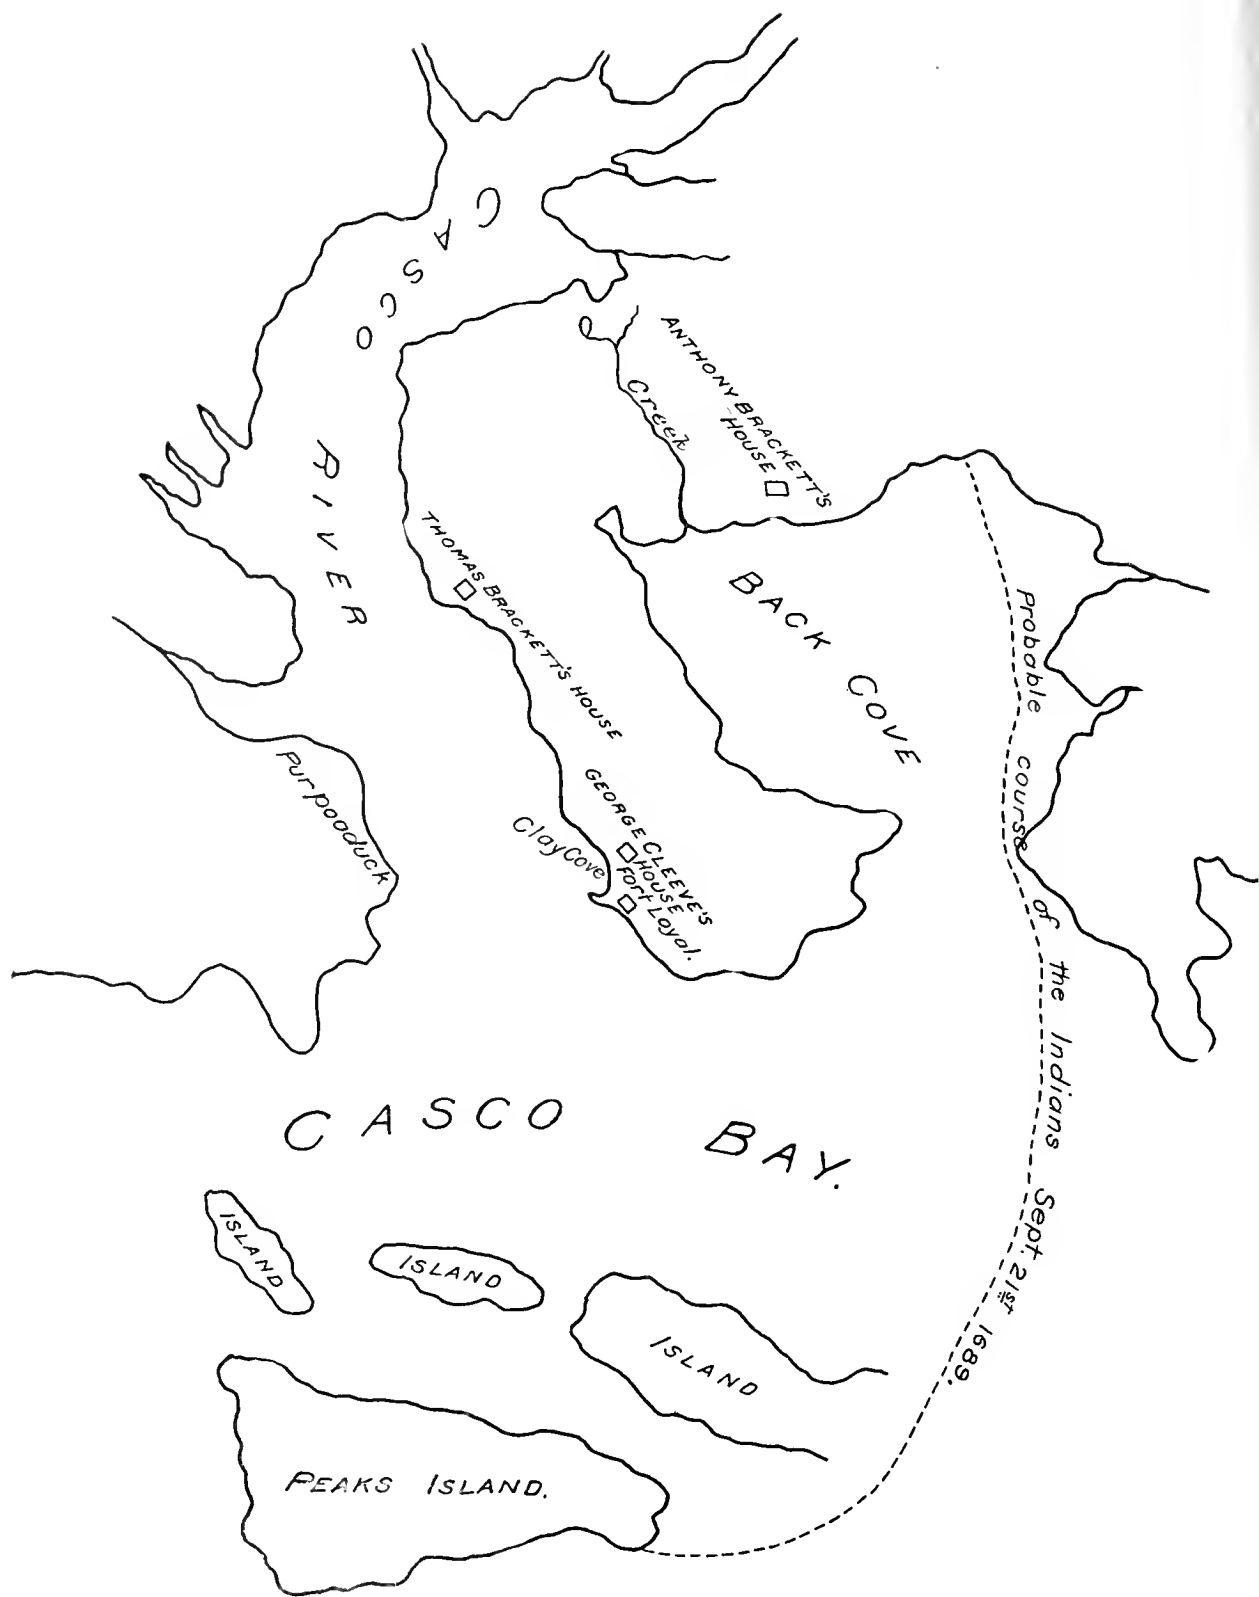 CASCO
RIVER
Creek
ANTHONY BRACKETT'S
HOUSE
THOMAS BRACKETT'S HOUSE
BACK COVE
Purpooduck
Clay Cove
GEORGE CLEEVE'S
HOUSE
Fort Loyal.
Probable course of the Indians Sept. 21st 1689.
CASCO BAY.
ISLAND
ISLAND
ISLAND
PEAKS ISLAND.